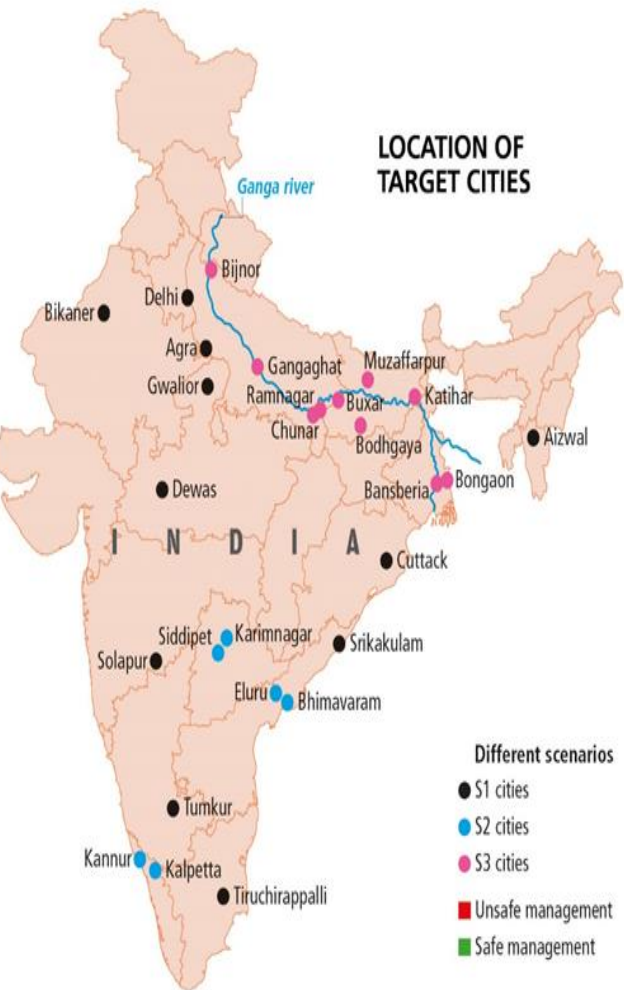 LOCATION OF
TARGET CITIES
Ganga river
Bijnor
Delhi
Bikaner
Agra
Gangaghat
Muzaffarpur
Gwalior
Ramnagar
Buxar
Katihar
Chunar
Bodhgaya
Aizwal
Dewas
Bansberia
Bongaon
INDIA
Cuttack
Siddipet
Karimnagar
Srikakulam
Solapur
Eluru
Bhimavaram
Different scenarios
S1 cities
S2 cities
S3 cities
Unsafe management
Safe management
Tumkur
Kannur
Kalpetta
Tiruchirappalli